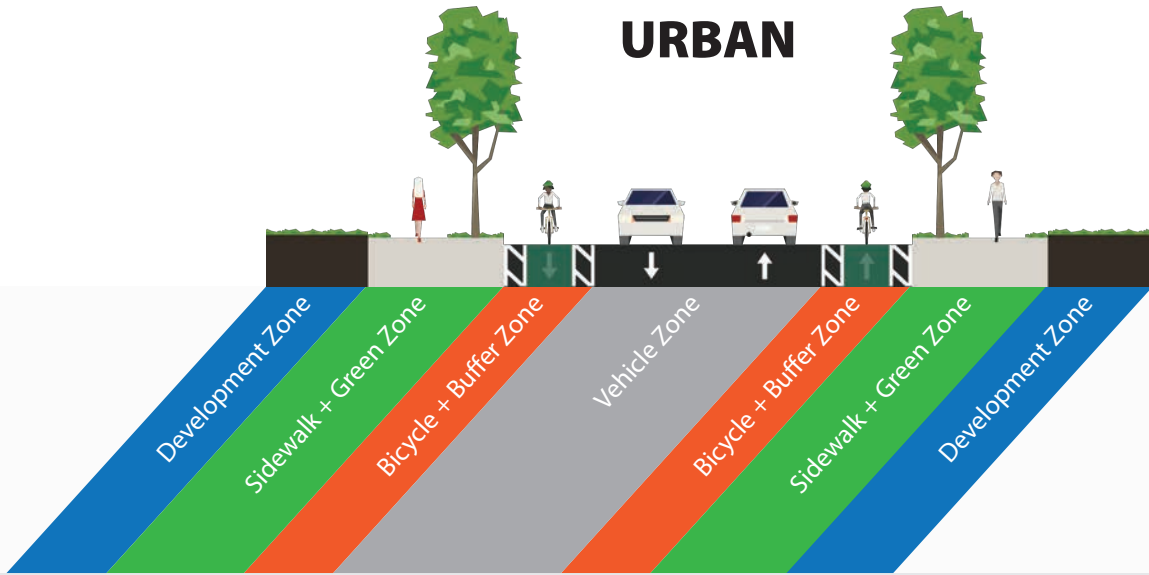 URBAN
Development Zone
Sidewalk + Green Zone
Bicycle + Buffer Zone
Vehicle Zone
Bicycle + Buffer Zone
Sidewalk + Green Zone
Development Zone